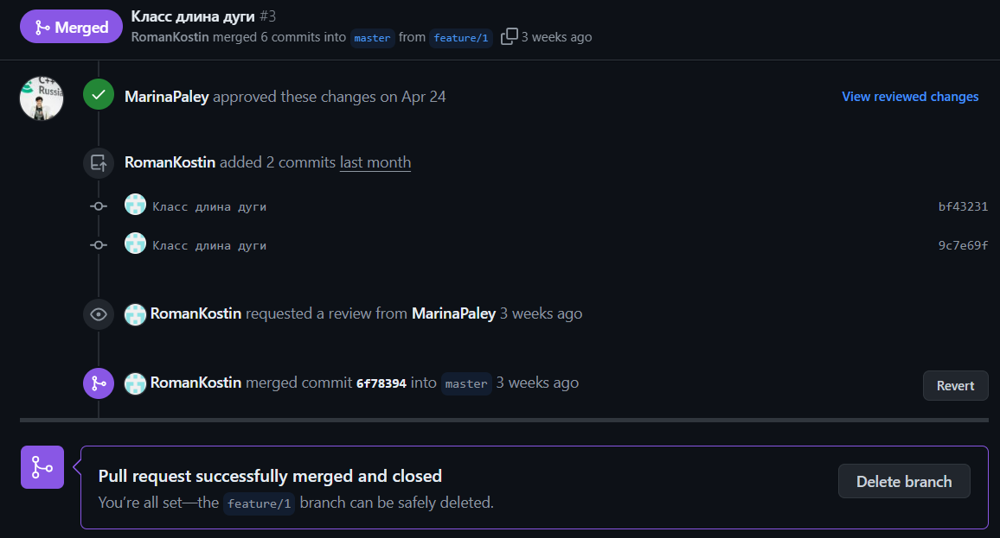 Merged
Класс длина дуги #3
RomanKostin merged 6 commits into master from feature/1 3 weeks ago
C++
Russia
MarinaPaley approved these changes on Apr 24
View reviewed changes
RomanKostin added 2 commits last month
Класс длина дуги
bf43231
Класс длина дуги
9c7e69f
RomanKostin requested a review from MarinaPaley 3 weeks ago
RomanKostin merged commit 6f78394 into master 3 weeks ago
Revert
Pull request successfully merged and closed
You’re all set—the feature/1 branch can be safely deleted.
Delete branch